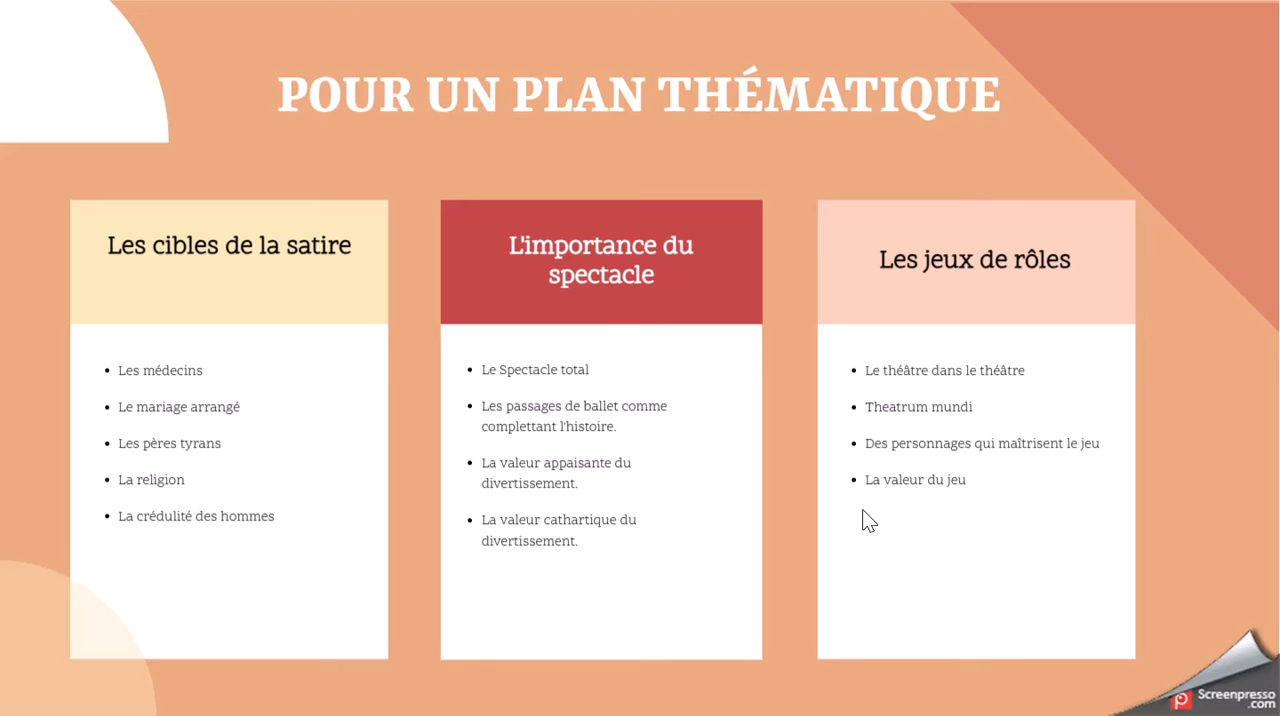 POUR UN PLAN THÉMATIQUE
Les cibles de la satire
• Les médecins
• Le mariage arrangé
• Les pères tyrans
• La religion
• La crédulité des hommes
L'importance du
spectacle
• Le Spectacle total
• Les passages de ballet comme
complettant l'histoire.
• La valeur appaisante du
divertissement.
• La valeur cathartique du
divertissement.
Les jeux de rôles
• Le théâtre dans le théâtre
• Theatrum mundi
• Des personnages qui maîtrisent le jeu
• La valeur du jeu
Screenpresso
.com